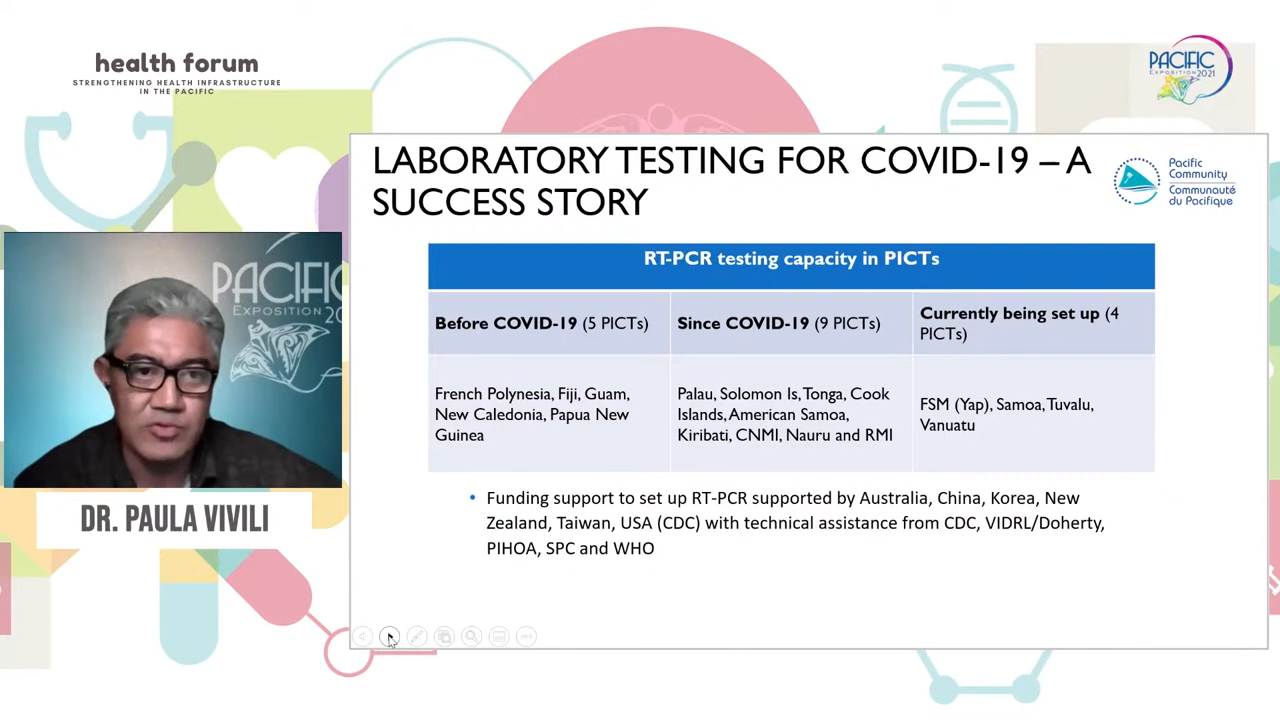 health forum
STRENGTHENING HEALTH INFRASTRUCTURE
IN THE PACIFIC
PACIFIC
EXPOSITION 2021
LABORATORY TESTING FOR COVID-19 – A
SUCCESS STORY
Pacific
Community
Communauté
du Pacifique
RT-PCR testing capacity in PICTs
Before COVID-19 (5 PICTs)
Since COVID-19 (9 PICTs)
Currently being set up (4
PICTs)
French Polynesia, Fiji, Guam,
New Caledonia, Papua New
Guinea
Palau, Solomon Is, Tonga, Cook
Islands, American Samoa,
Kiribati, CNMI, Nauru and RMI
FSM (Yap), Samoa, Tuvalu,
Vanuatu
• Funding support to set up RT-PCR supported by Australia, China, Korea, New
Zealand, Taiwan, USA (CDC) with technical assistance from CDC, VIDRL/Doherty,
PIHOA, SPC and WHO
PACIFI
EXPOSITION 20
DR. PAULA VIVILI